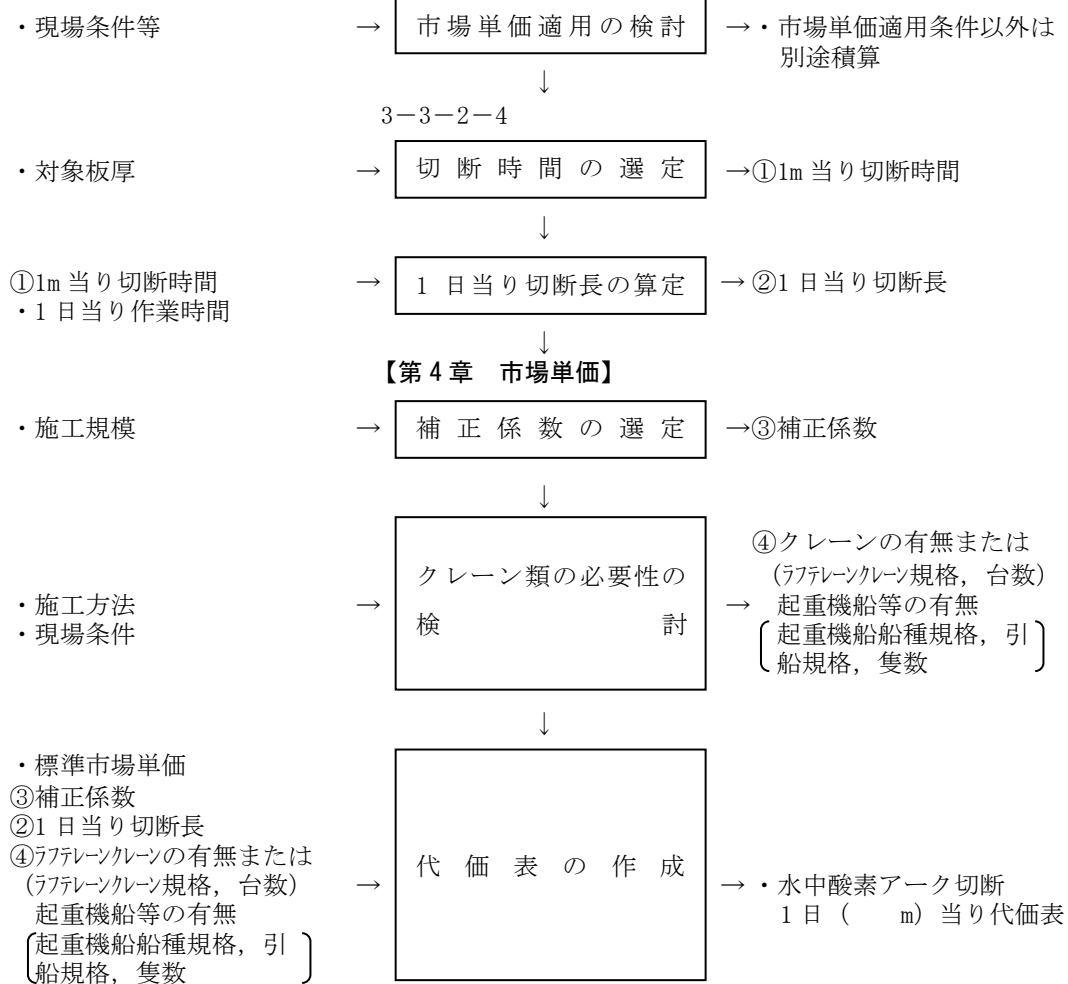 ・現場条件等 → 市場単価適用の検討 →・市場単価適用条件以外は
別途積算
↓
3-3-2-4
・対象板厚 → 切断時間の選定 →①1m 当り切断時間
↓
①1m 当り切断時間 → 1 日当り切断長の算定 → ②1 日当り切断長
・1 日当り作業時間
↓
【第4章 市場単価】
・施工規模 → 補正係数の選定 →③補正係数
↓
④クレーンの有無または
クレーン類の必要性の (ﾗﾌﾃﾚｰﾝｸﾚｰﾝ規格，台数)
・施工方法 → → 起重機船等の有無
・現場条件 検討 起重機船船種規格，引
船規格，隻数
↓
・標準市場単価
③補正係数
②1 日当り切断長
④ﾗﾌﾃﾚｰﾝｸﾚｰﾝの有無または
(ﾗﾌﾃﾚｰﾝｸﾚｰﾝ規格，台数) → 代価表の作成 → ・水中酸素アーク切断
起重機船等の有無 1 日（　　m）当り代価表
起重機船船種規格，引
船規格，隻数